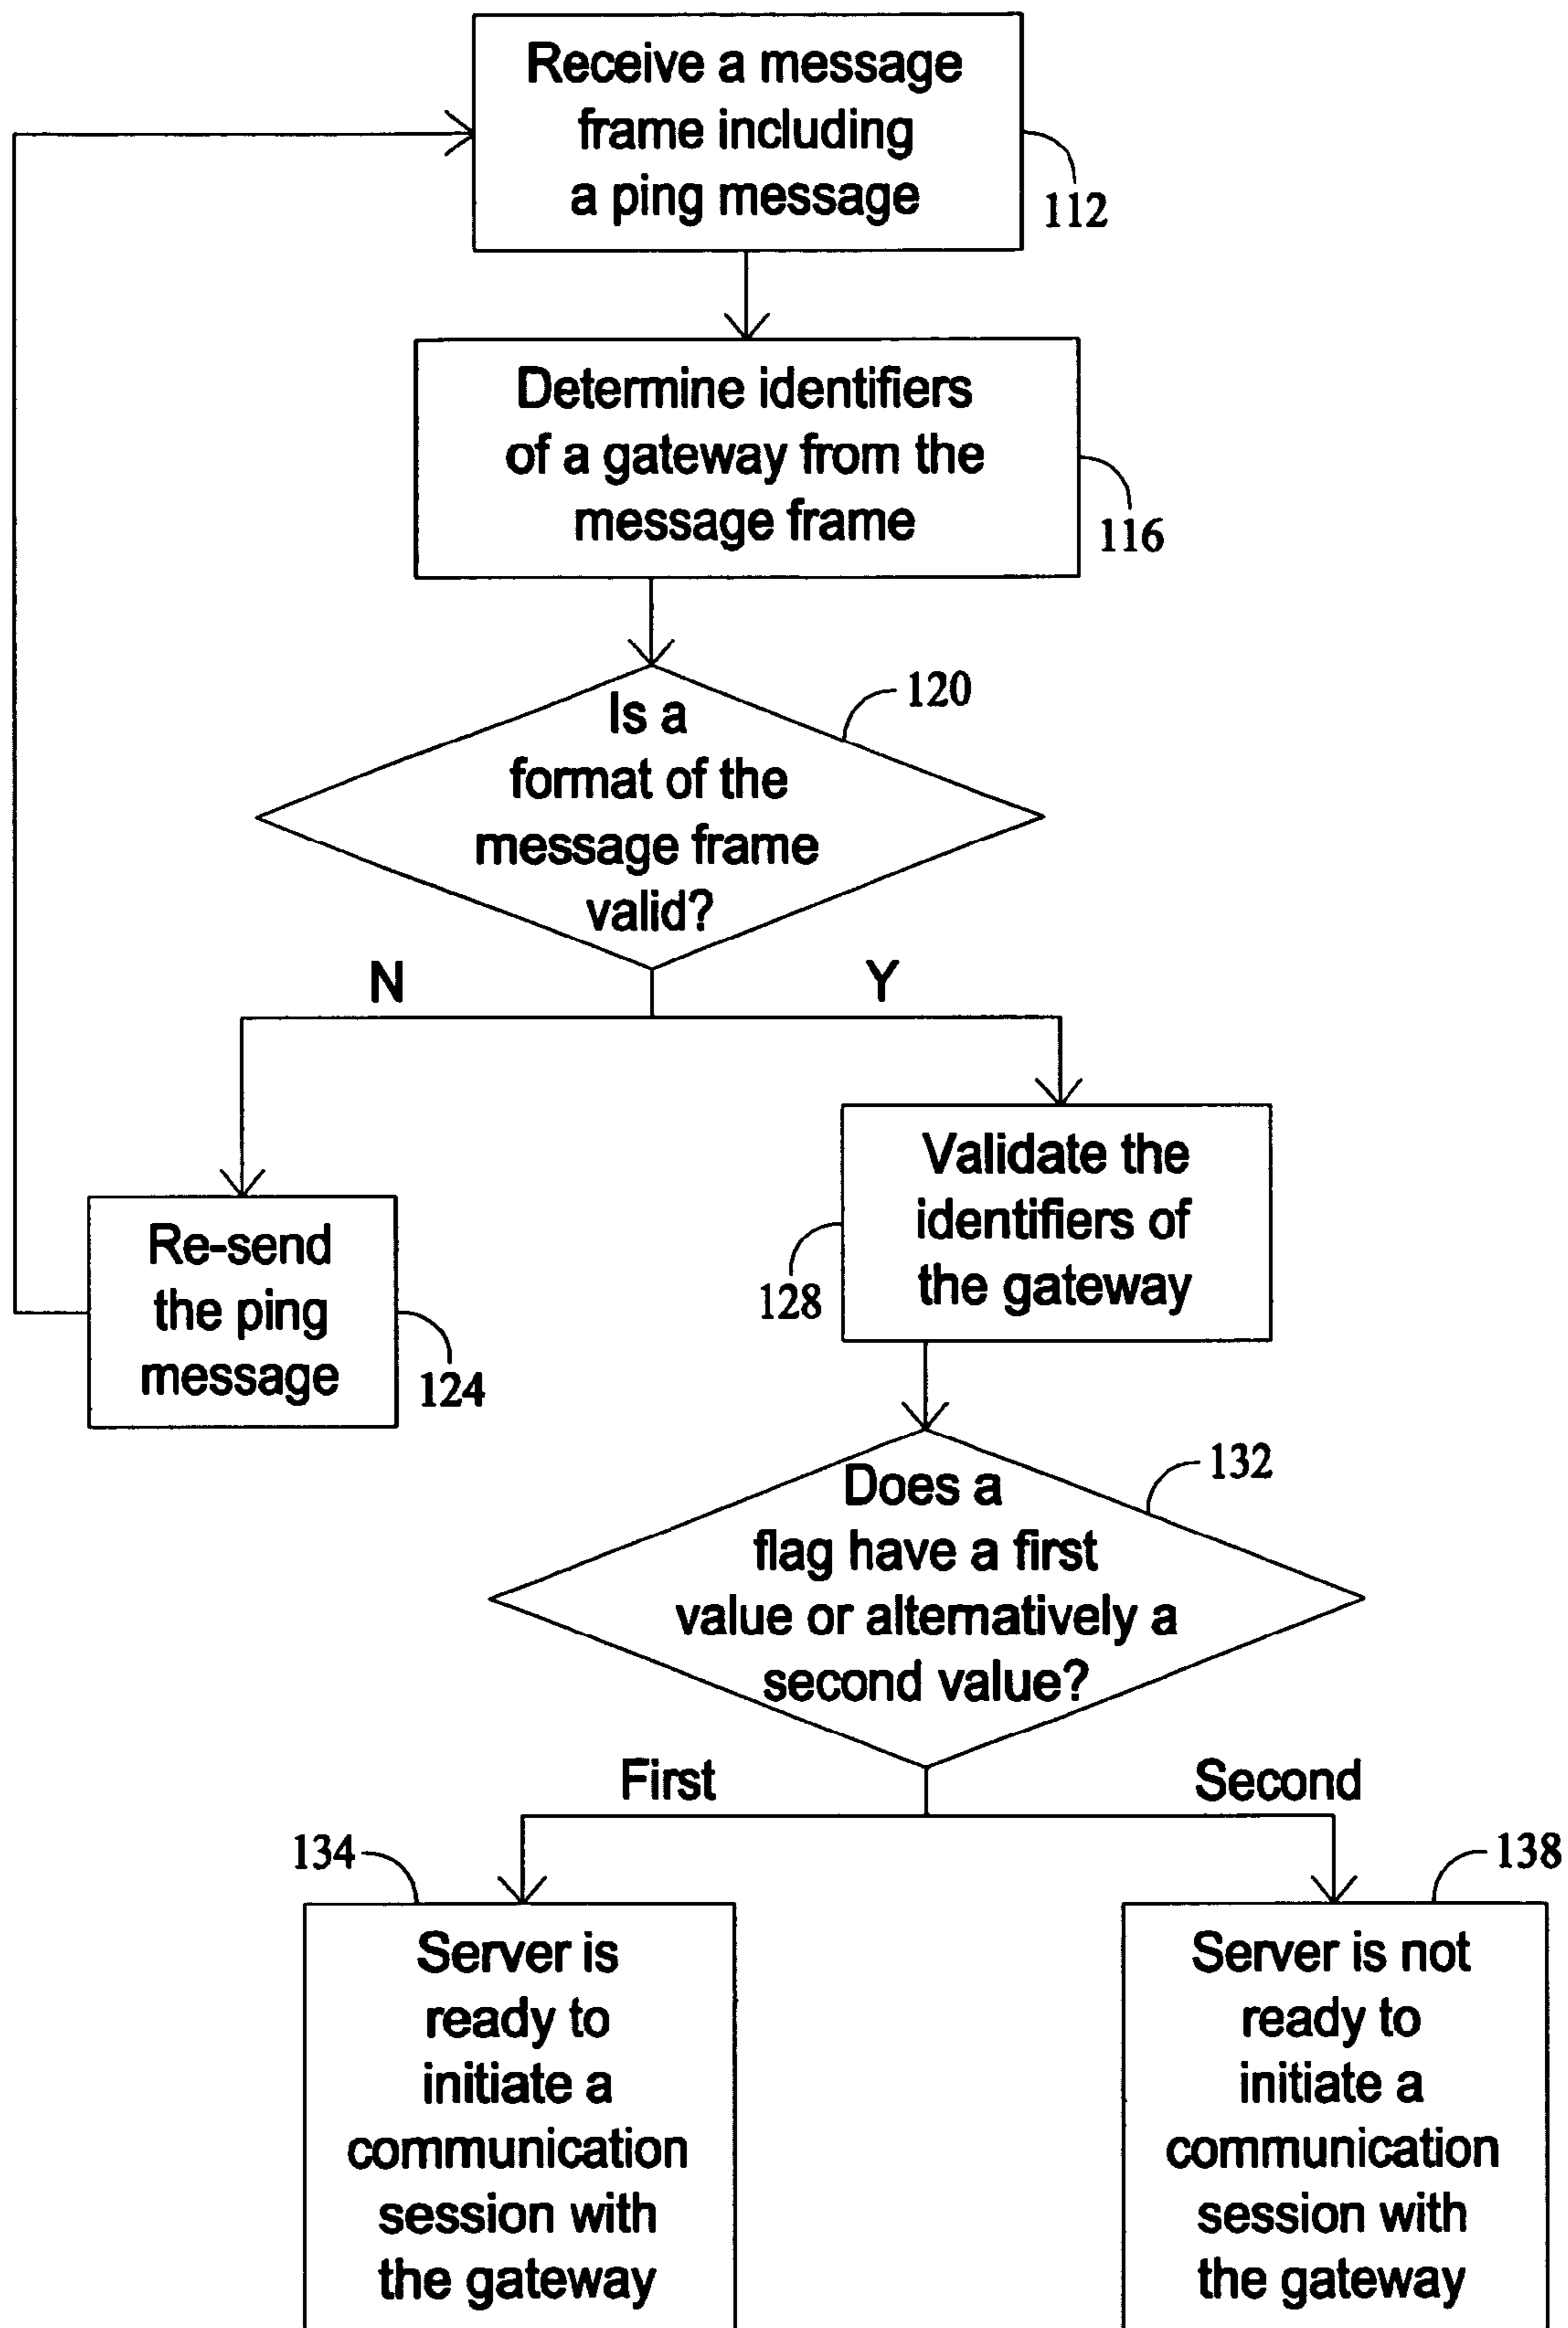 Receive a message
frame including
a ping message
112
Determine identifiers
of a gateway from the
message frame
116
120
Is a
format of the
message frame
valid?
N
Y
Validate the
identifiers of
the gateway
128
Re-send
the ping
message
124
132
Does a
flag have a first
value or alternatively a
second value?
First
Second
134
138
Server is
ready to
initiate a
communication
session with
the gateway
Server is not
ready to
initiate a
communication
session with
the gateway